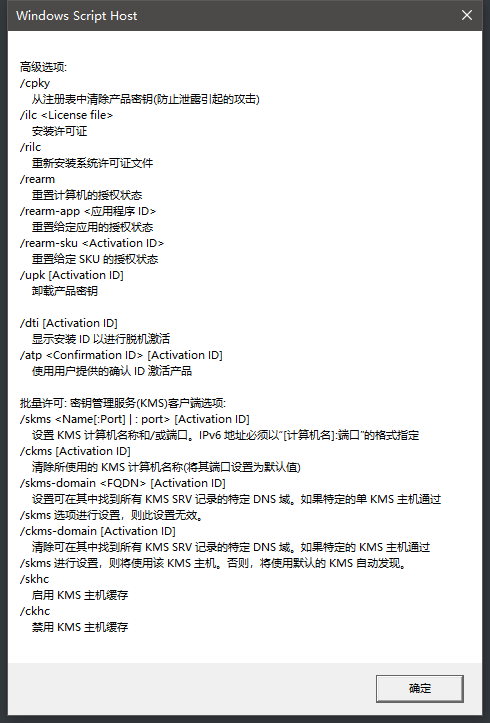 Windows Script Host
高级选项:
/cpky
从注册表中清除产品密钥(防止泄露引起的攻击)
/ilc <License file>
安装许可证
/rilc
重新安装系统许可证文件
/rearm
重置计算机的授权状态
/rearm-app <应用程序 ID>
重置给定应用的授权状态
/rearm-sku <Activation ID>
重置给定 SKU 的授权状态
/upk [Activation ID]
卸载产品密钥
/dti [Activation ID]
显示安装 ID 以进行脱机激活
/atp <Confirmation ID> [Activation ID]
使用用户提供的确认 ID 激活产品
批量许可: 密钥管理服务(KMS)客户端选项:
/skms <Name[:Port] | : port> [Activation ID]
设置 KMS 计算机名称和/或端口。IPv6 地址必须以“[计算机名]:端口”的格式指定
/ckms [Activation ID]
清除所使用的 KMS 计算机名称(将其端口设置为默认值)
/skms-domain <FQDN> [Activation ID]
设置可在其中找到所有 KMS SRV 记录的特定 DNS 域。如果特定的单 KMS 主机通过
/skms 选项进行设置，则此设置无效。
/ckms-domain [Activation ID]
清除可在其中找到所有 KMS SRV 记录的特定 DNS 域。如果特定的 KMS 主机通过
/skms 进行设置，则将使用该 KMS 主机。否则，将使用默认的 KMS 自动发现。
/skhc
启用 KMS 主机缓存
/ckhc
禁用 KMS 主机缓存
确定